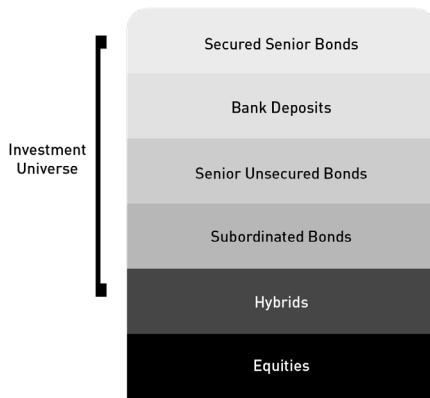 Secured Senior Bonds
Bank Deposits
Investment
Universe
Senior Unsecured Bonds
Subordinated Bonds
Hybrids
Equities